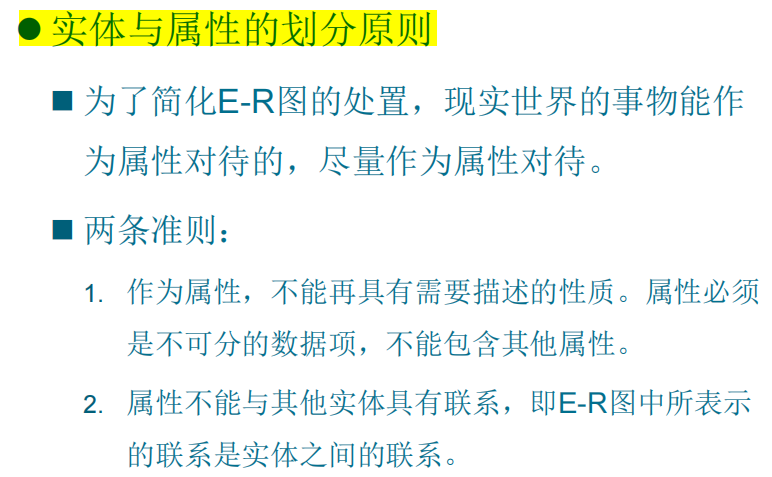 ● 实体与属性的划分原则
■ 为了简化E-R图的处置，现实世界的事物能作
为属性对待的，尽量作为属性对待。
■ 两条准则：
1. 作为属性，不能再具有需要描述的性质。属性必须
是不可分的数据项，不能包含其他属性。
2. 属性不能与其他实体具有联系，即E-R图中所表示
的联系是实体之间的联系。